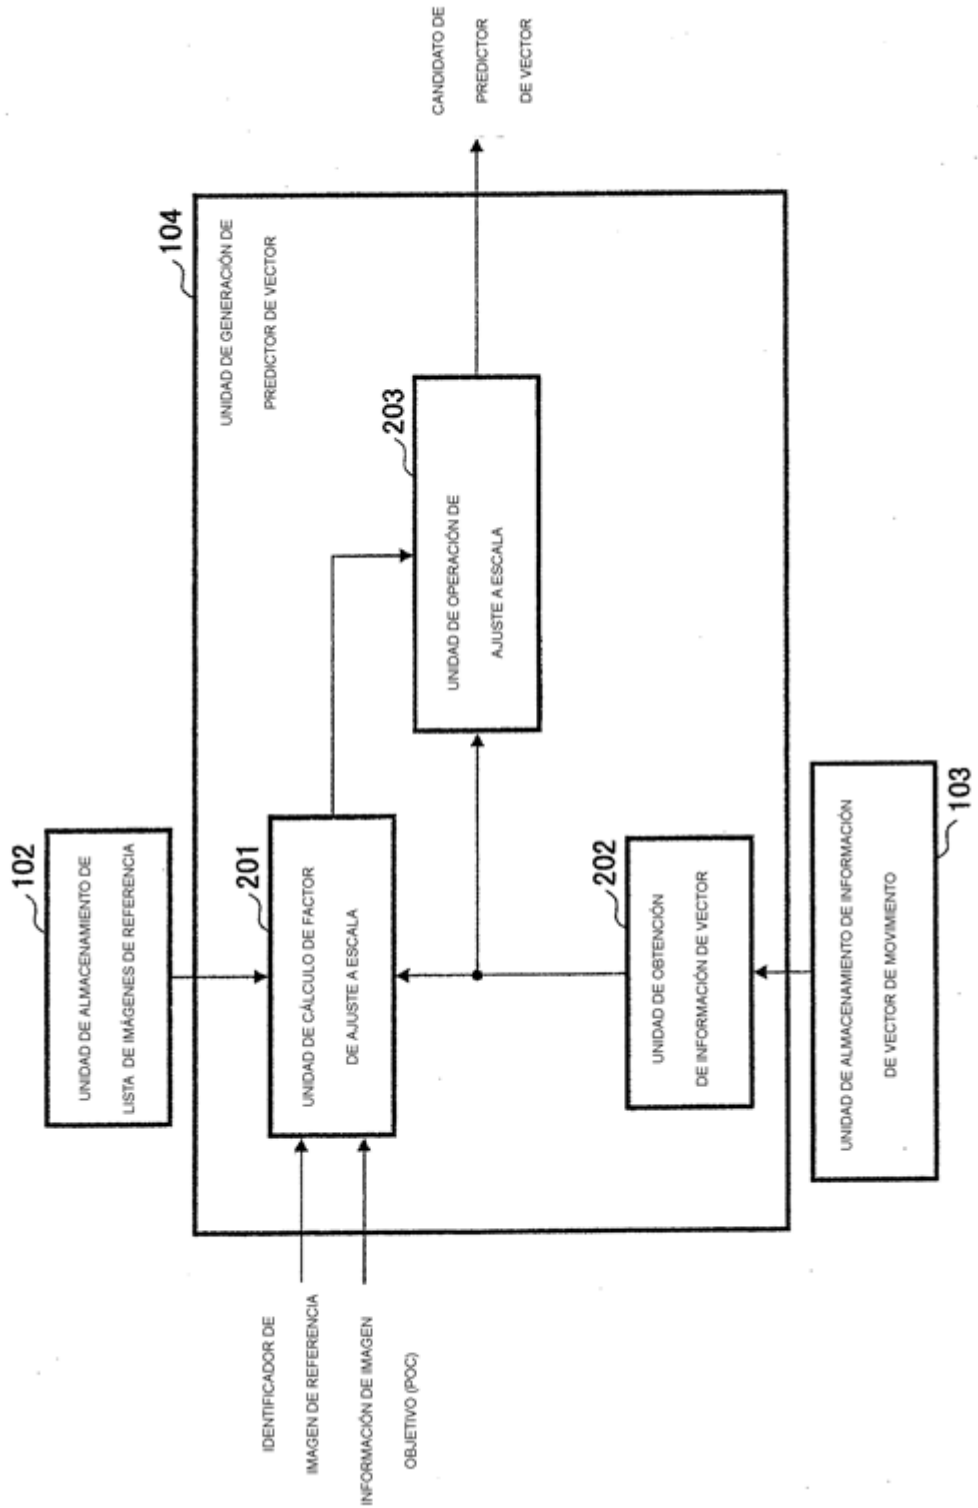 102
UNIDAD DE ALMACENAMIENTO DE
LISTA DE IMÁGENES DE REFERENCIA
104
UNIDAD DE GENERACIÓN DE
PREDICTOR DE VECTOR
IDENTIFICADOR DE
IMAGEN DE REFERENCIA
INFORMACIÓN DE IMAGEN
OBJETIVO (POC)
201
UNIDAD DE CÁLCULO DE FACTOR
DE AJUSTE A ESCALA
203
UNIDAD DE OPERACIÓN DE
AJUSTE A ESCALA
CANDIDATO DE
PREDICTOR
DE VECTOR
202
UNIDAD DE OBTENCIÓN
DE INFORMACIÓN DE VECTOR
UNIDAD DE ALMACENAMIENTO DE INFORMACIÓN
DE VECTOR DE MOVIMIENTO
103